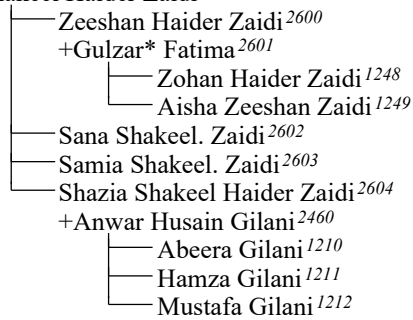 Zeeshan Haider Zaidi 2600
+Gulzar* Fatima 2601
Zohan Haider Zaidi 1248
Aisha Zeeshan Zaidi 1249
Sana Shakeel. Zaidi 2602
Samia Shakeel. Zaidi 2603
Shazia Shakeel Haider Zaidi 2604
+Anwar Husain Gilani 2460
Abeera Gilani 1210
Hamza Gilani 1211
Mustafa Gilani 1212